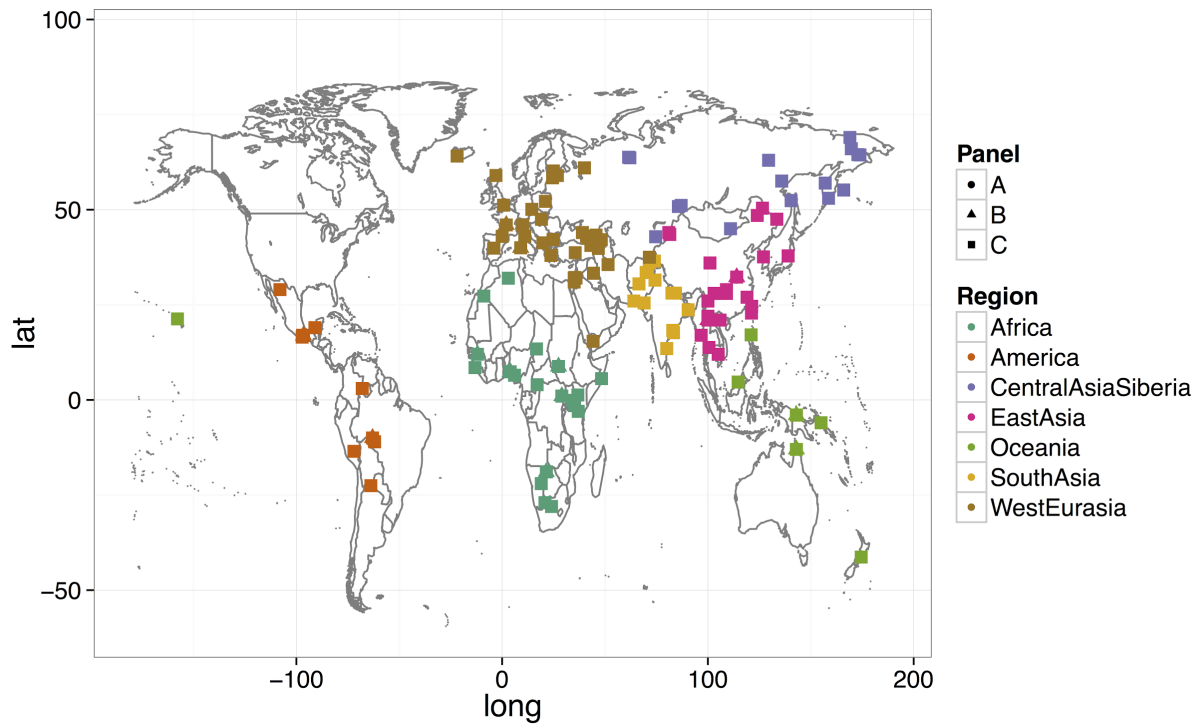 100
50
0
−50
lat
−100
0
100
200
long
Panel
A
B
C
Region
Africa
America
CentralAsiaSiberia
EastAsia
Oceania
SouthAsia
WestEurasia